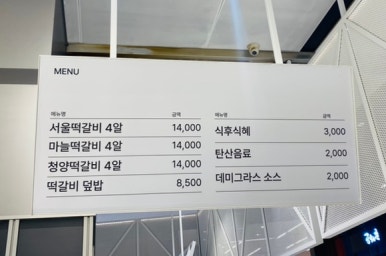 MENU
메뉴명 금액
서울떡갈비 4알 14,000
마늘떡갈비 4알 14,000
청양떡갈비 4알 14,000
떡갈비 덮밥 8,500
메뉴명 금액
식후식혜 3,000
탄산음료 2,000
데미그라스 소스 2,000